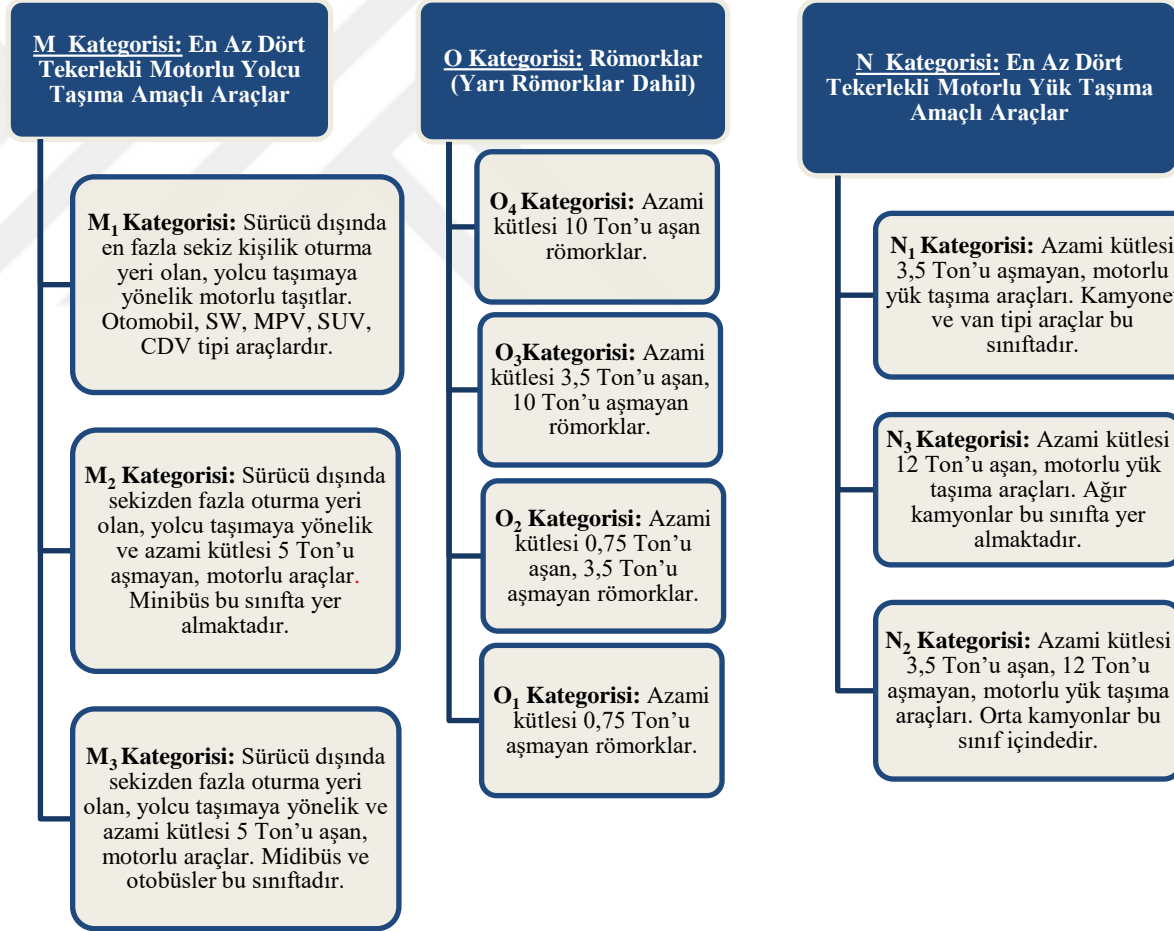 M  Kategorisi: En Az Dört
Tekerlekli Motorlu Yolcu
Taşıma Amaçlı Araçlar
M1 Kategorisi: Sürücü dışında
en fazla sekiz kişilik oturma
yeri olan, yolcu taşımaya
yönelik motorlu taşıtlar.
Otomobil, SW, MPV, SUV,
CDV tipi araçlardır.
M2 Kategorisi: Sürücü dışında
sekizden fazla oturma yeri
olan, yolcu taşımaya yönelik
ve azami kütlesi 5 Ton’u
aşmayan, motorlu araçlar.
Minibüs bu sınıfta yer
almaktadır.
M3 Kategorisi: Sürücü dışında
sekizden fazla oturma yeri
olan, yolcu taşımaya yönelik ve
azami kütlesi 5 Ton’u aşan,
motorlu araçlar. Midibüs ve
otobüsler bu sınıftadır.
O Kategorisi: Römorklar
(Yarı Römorklar Dahil)
O4 Kategorisi: Azami
kütlesi 10 Ton’u aşan
römorklar.
O3Kategorisi: Azami
kütlesi 3,5 Ton’u aşan,
10 Ton’u aşmayan
römorklar.
O2 Kategorisi: Azami
kütlesi 0,75 Ton’u
aşan, 3,5 Ton’u
aşmayan römorklar.
O1 Kategorisi: Azami
kütlesi 0,75 Ton’u
aşmayan römorklar.
N  Kategorisi: En Az Dört
Tekerlekli Motorlu Yük Taşıma
Amaçlı Araçlar
N1 Kategorisi: Azami kütlesi
3,5 Ton’u aşmayan, motorlu
yük taşıma araçları. Kamyonet
ve van tipi araçlar bu
sınıftadır.
N3 Kategorisi: Azami kütlesi
12 Ton’u aşan, motorlu yük
taşıma araçları. Ağır
kamyonlar bu sınıfta yer
almaktadır.
N2 Kategorisi: Azami kütlesi
3,5 Ton’u aşan, 12 Ton’u
aşmayan, motorlu yük taşıma
araçları. Orta kamyonlar bu
sınıf içindedir.